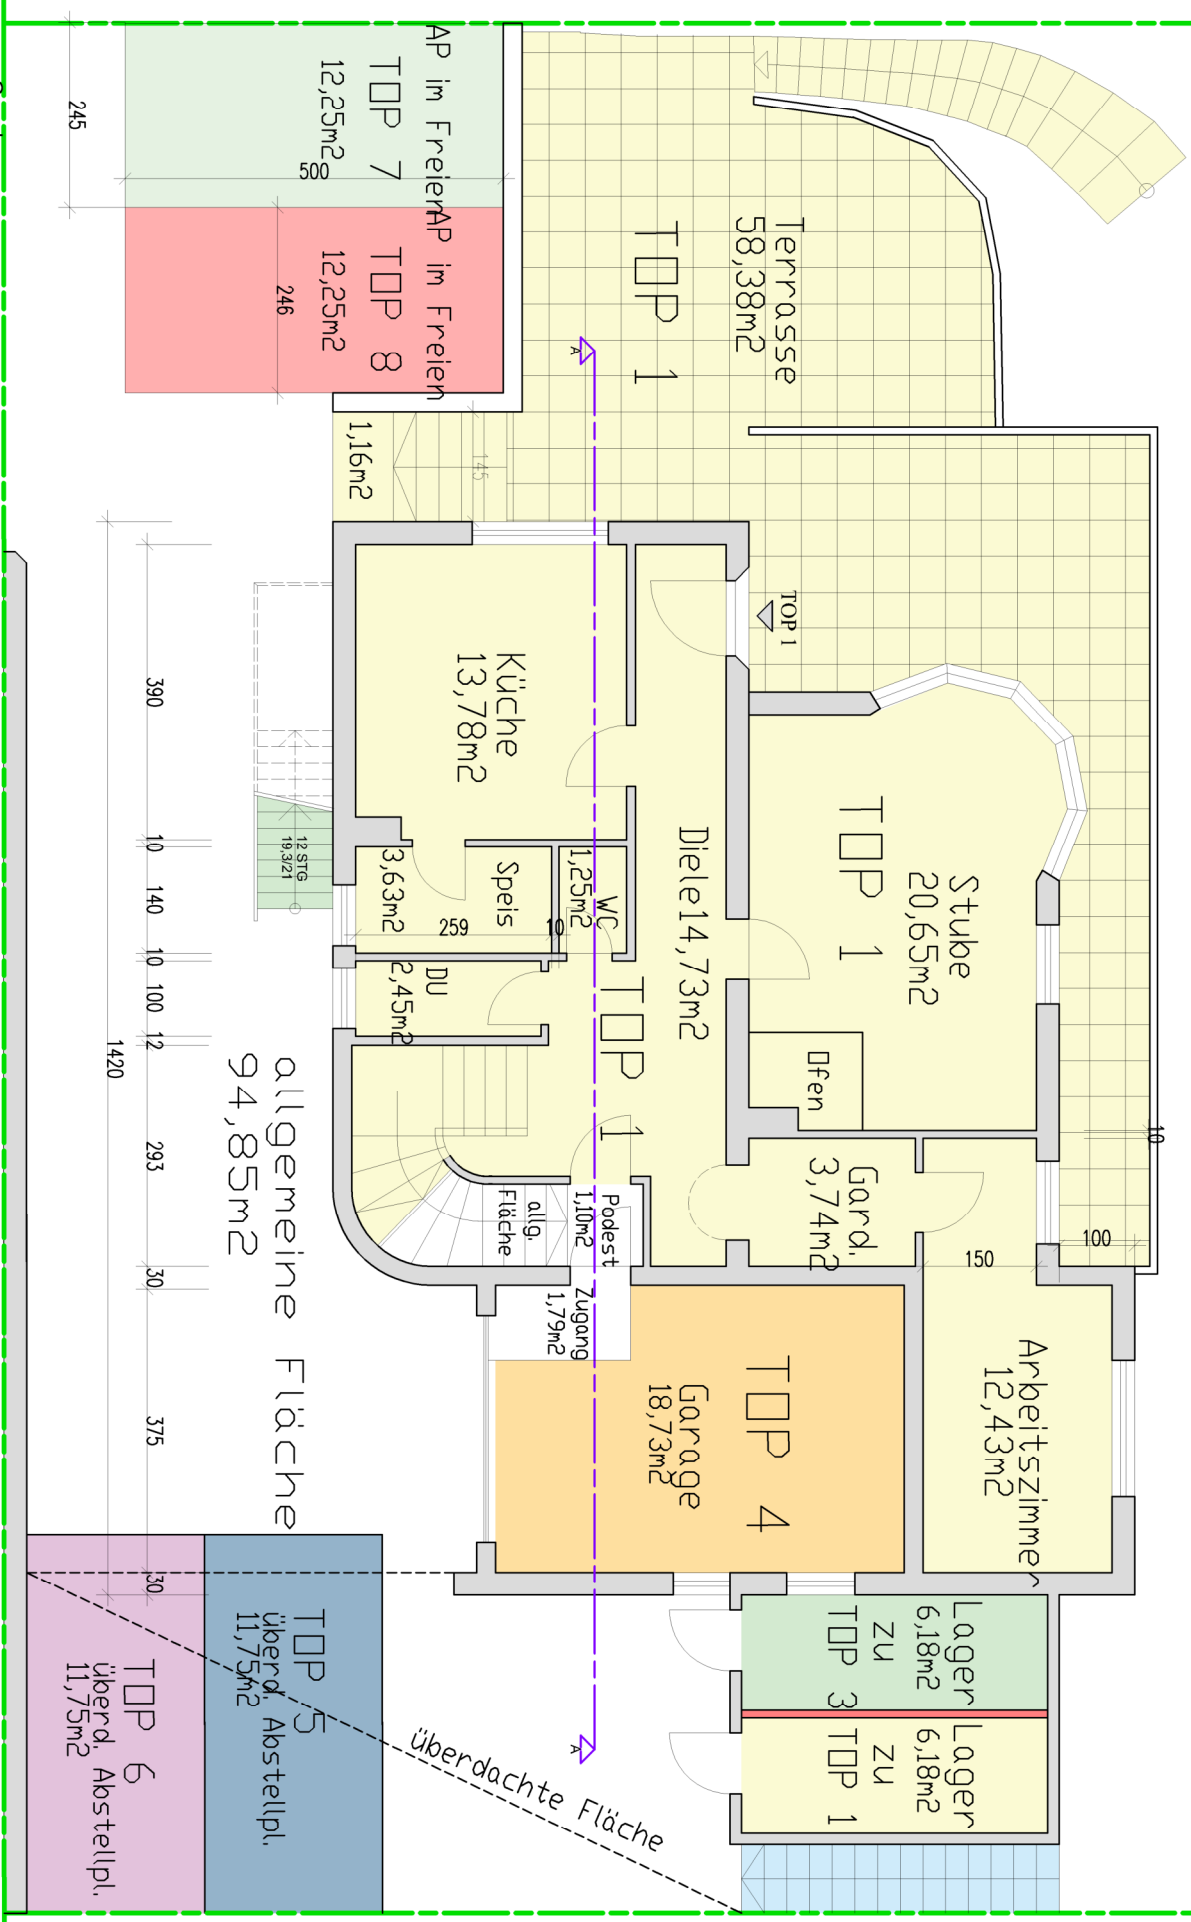 AP im Freien
TOP 7
12,25m2
AP im Freien
TOP 8
12,25m2
245
500
246
Terrasse
58,38m2
TOP 1
A
1,16m2
145
TOP 1
Küche
13,78m2
Diele14,73m2
TOP 1
Stube
20,65m2
TOP 1
Ofen
Speis
3,63m2
259
10
WC
1,25m2
DU
2,45m2
12 STG
19,3/21
390
10
140
10
100
12
293
30
375
30
1420
allgemeine Fläche
94,85m2
Podest
1,10m2
allg.
Fläche
Zugang
1,79m2
Gard.
3,74m2
150
100
10
Arbeitszimmer
12,43m2
TOP 4
Garage
18,73m2
Lager
6,18m2
zu
TOP 3
Lager
6,18m2
zu
TOP 1
A
überdachte Fläche
TOP 5
überd. Abstellpl.
11,75m2
TOP 6
überd. Abstellpl.
11,75m2